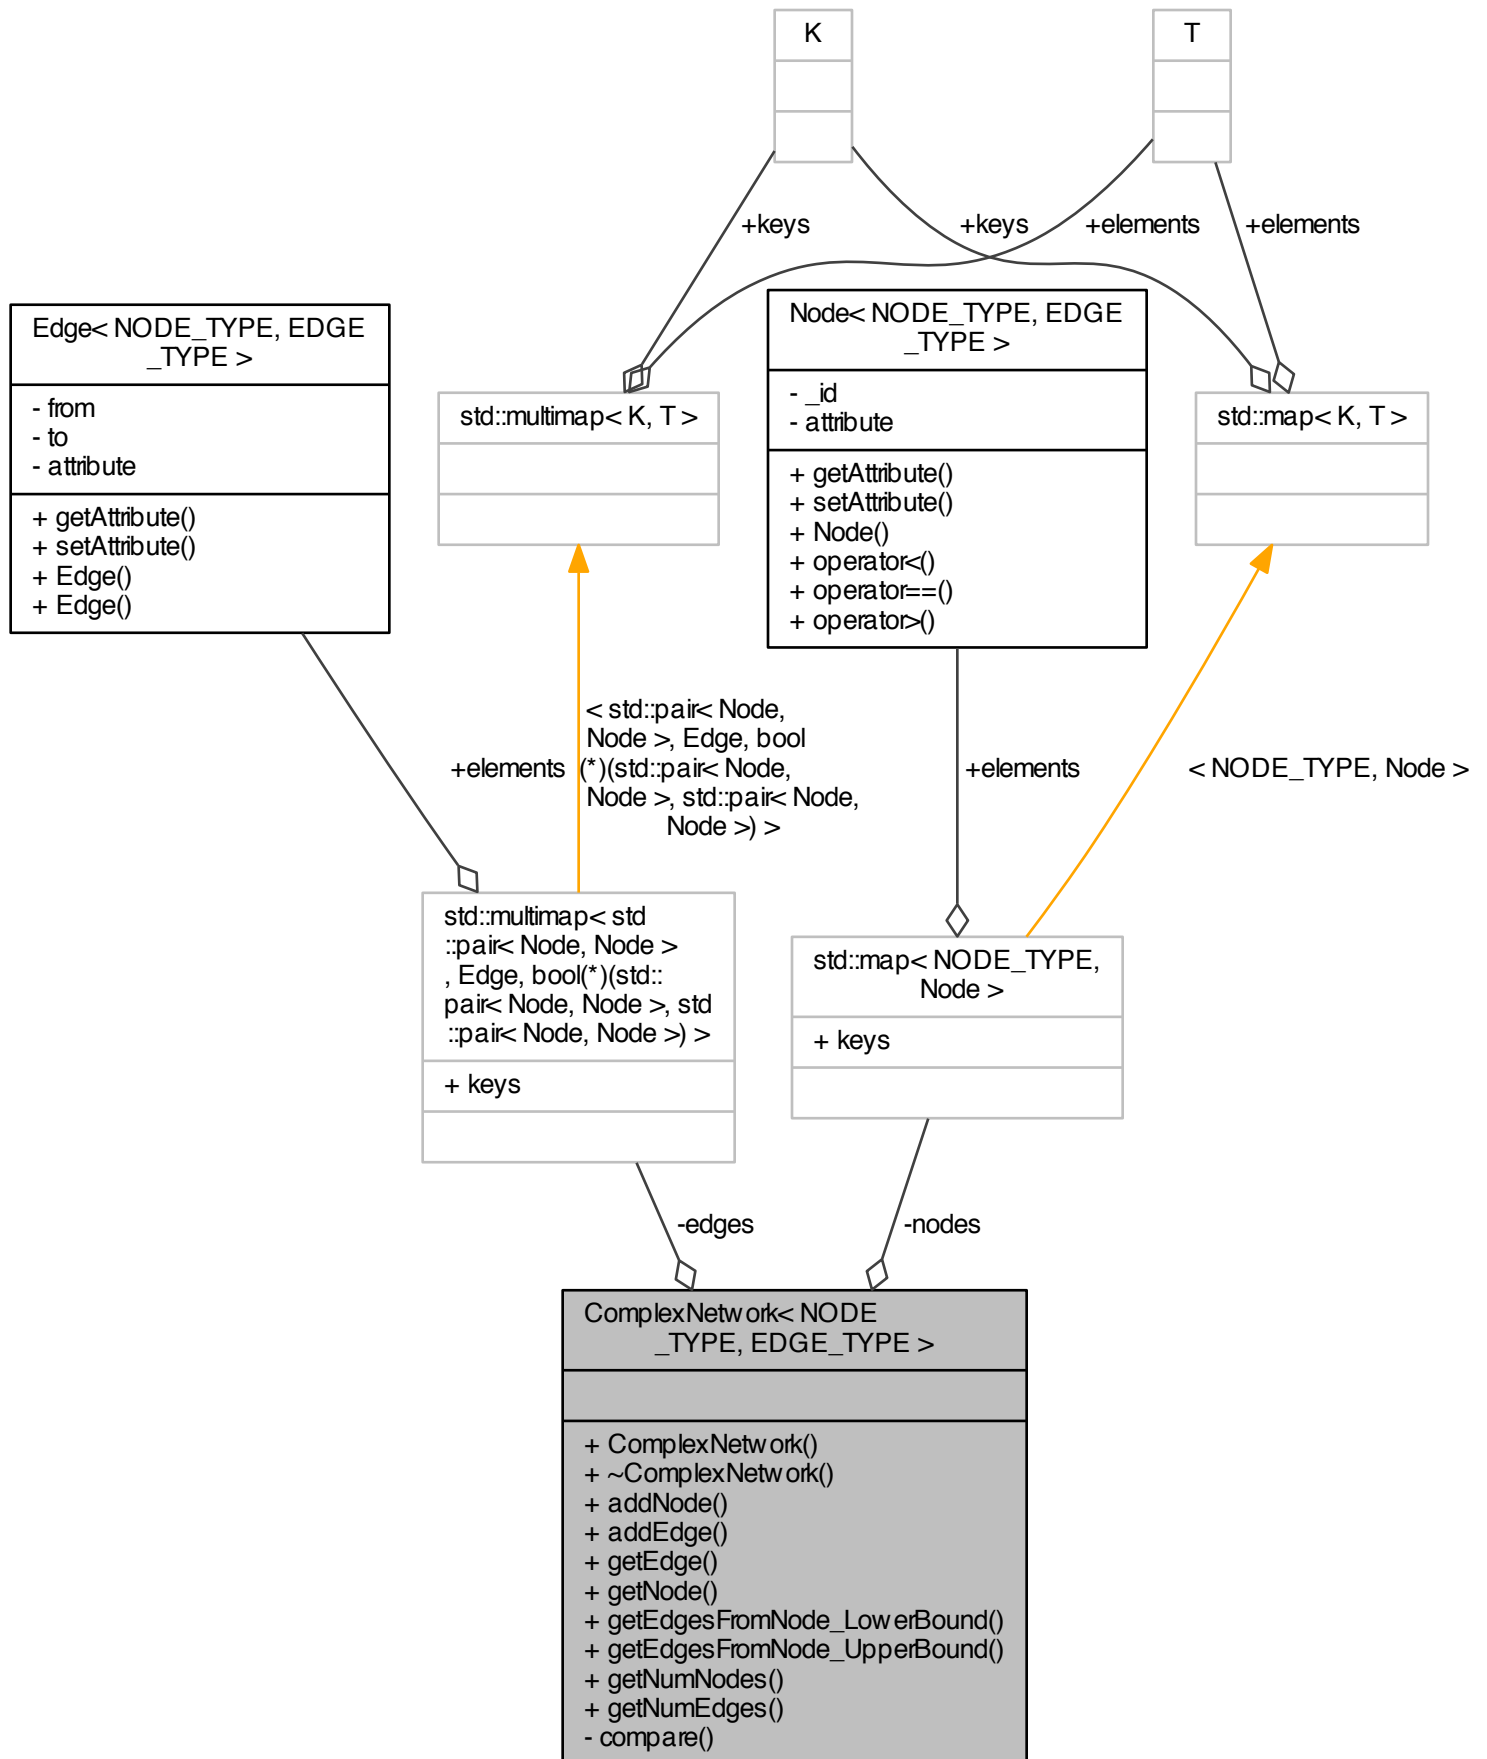 K
T
+keys
+keys
+elements
+elements
Edge< NODE_TYPE, EDGE
_TYPE >
- from
- to
- attribute
+ getAttribute()
+ setAttribute()
+ Edge()
+ Edge()
std::multimap< K, T >
Node< NODE_TYPE, EDGE
_TYPE >
- _id
- attribute
+ getAttribute()
+ setAttribute()
+ Node()
+ operator<()
+ operator==()
+ operator>()
std::map< K, T >
+elements
< std::pair< Node,
Node >, Edge, bool
(*)(std::pair< Node,
Node >, std::pair< Node,
Node >) >
+elements
< NODE_TYPE, Node >
std::multimap< std
::pair< Node, Node >
, Edge, bool(*)(std::
pair< Node, Node >, std
::pair< Node, Node >) >
+ keys
std::map< NODE_TYPE,
Node >
+ keys
-edges
-nodes
ComplexNetwork< NODE
_TYPE, EDGE_TYPE >
+ ComplexNetwork()
+ ~ComplexNetwork()
+ addNode()
+ addEdge()
+ getEdge()
+ getNode()
+ getEdgesFromNode_LowerBound()
+ getEdgesFromNode_UpperBound()
+ getNumNodes()
+ getNumEdges()
- compare()